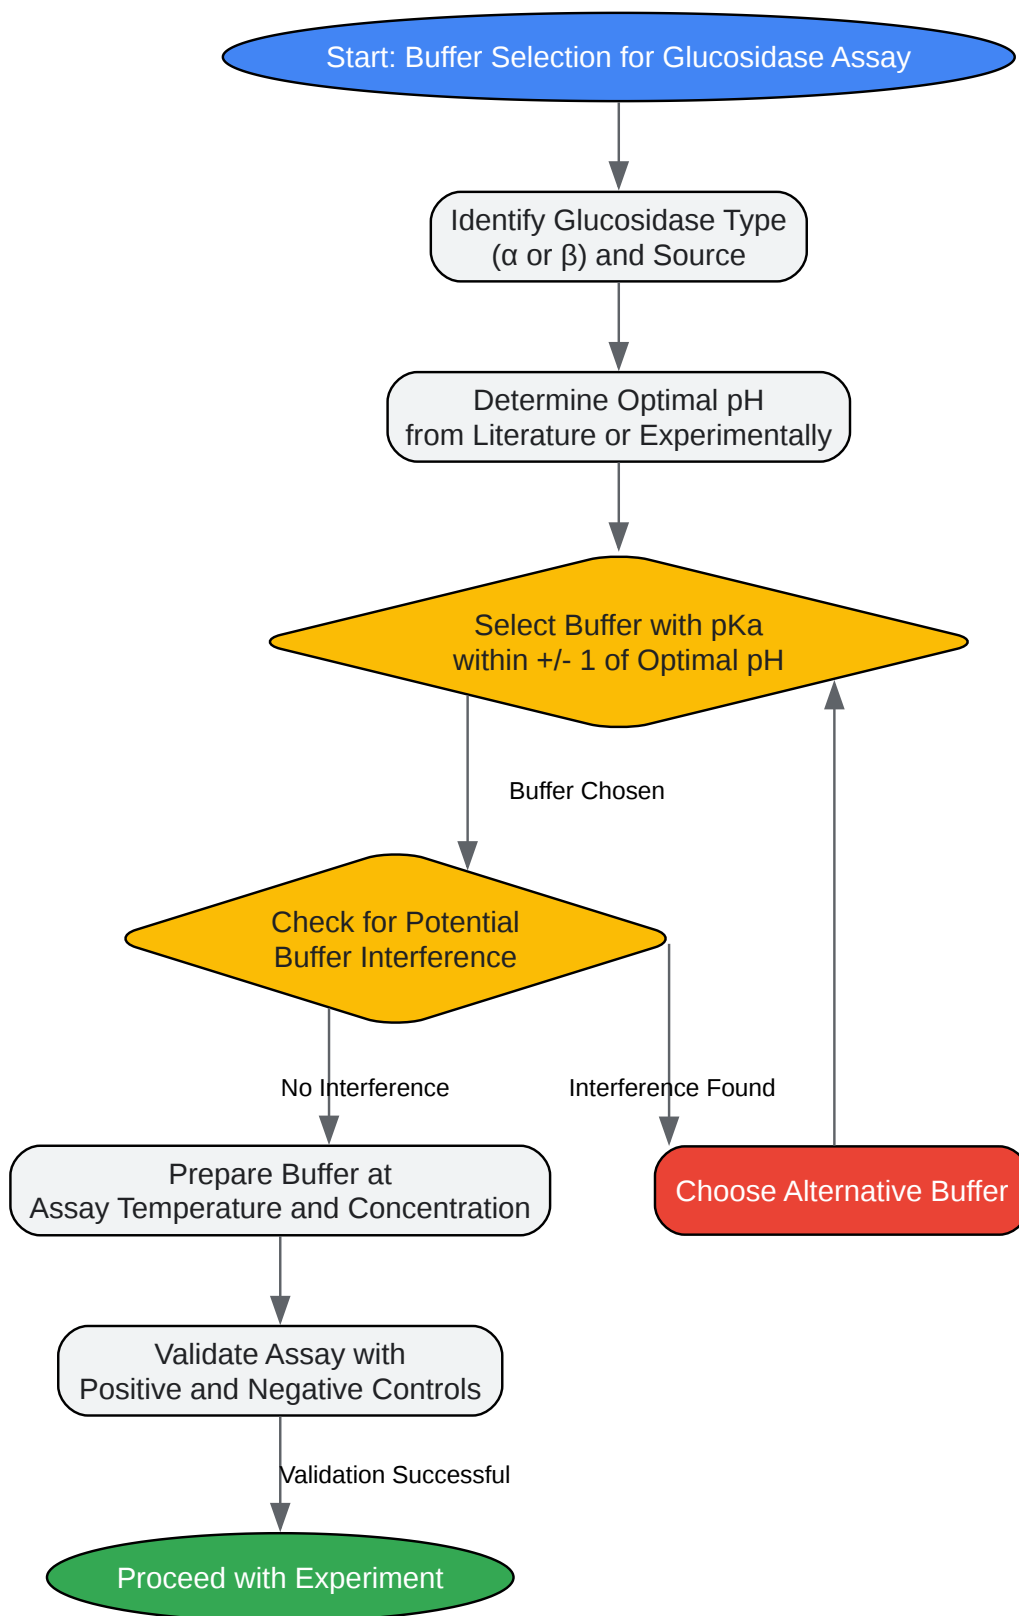 Start: Buffer Selection for Glucosidase Assay
Identify Glucosidase Type
(α or β) and Source
Determine Optimal pH
from Literature or Experimentally
Select Buffer with pKa
within +/- 1 of Optimal pH
Buffer Chosen
Check for Potential
Buffer Interference
No Interference
Interference Found
Prepare Buffer at
Assay Temperature and Concentration
Choose Alternative Buffer
Validate Assay with
Positive and Negative Controls
Validation Successful
Proceed with Experiment